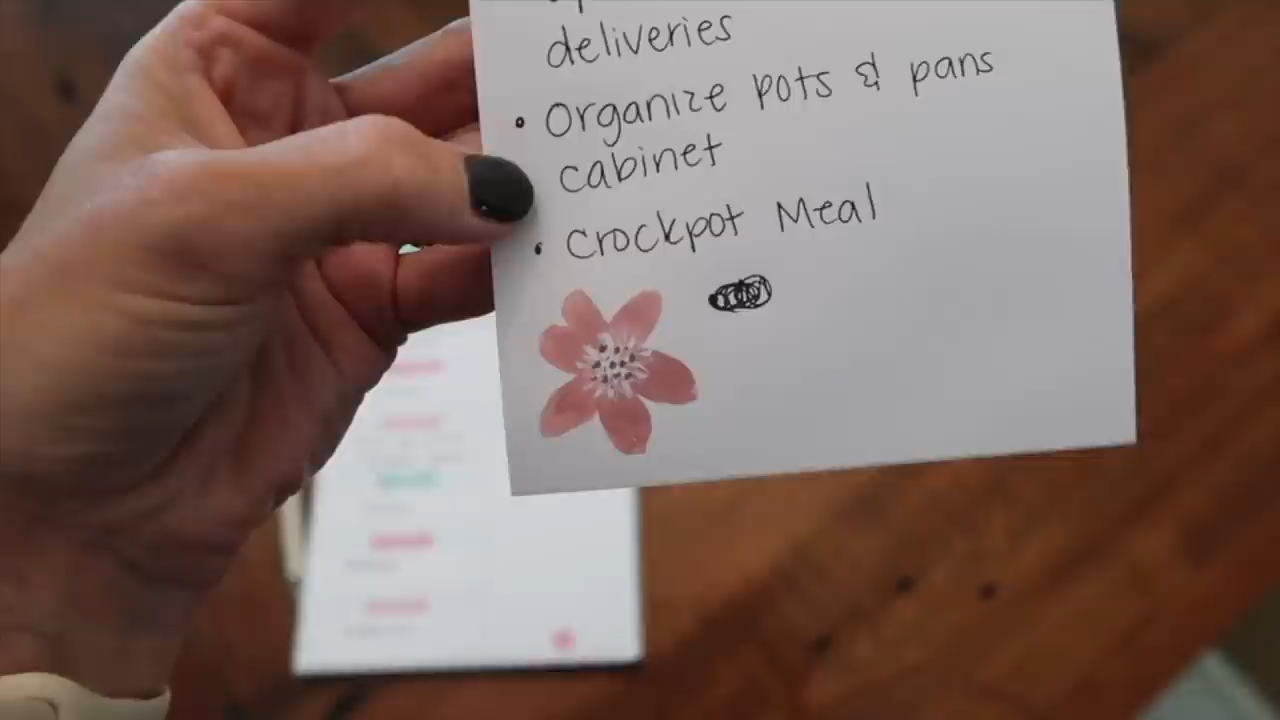 deliveries
• Organize pots & pans
cabinet
• Crockpot Meal